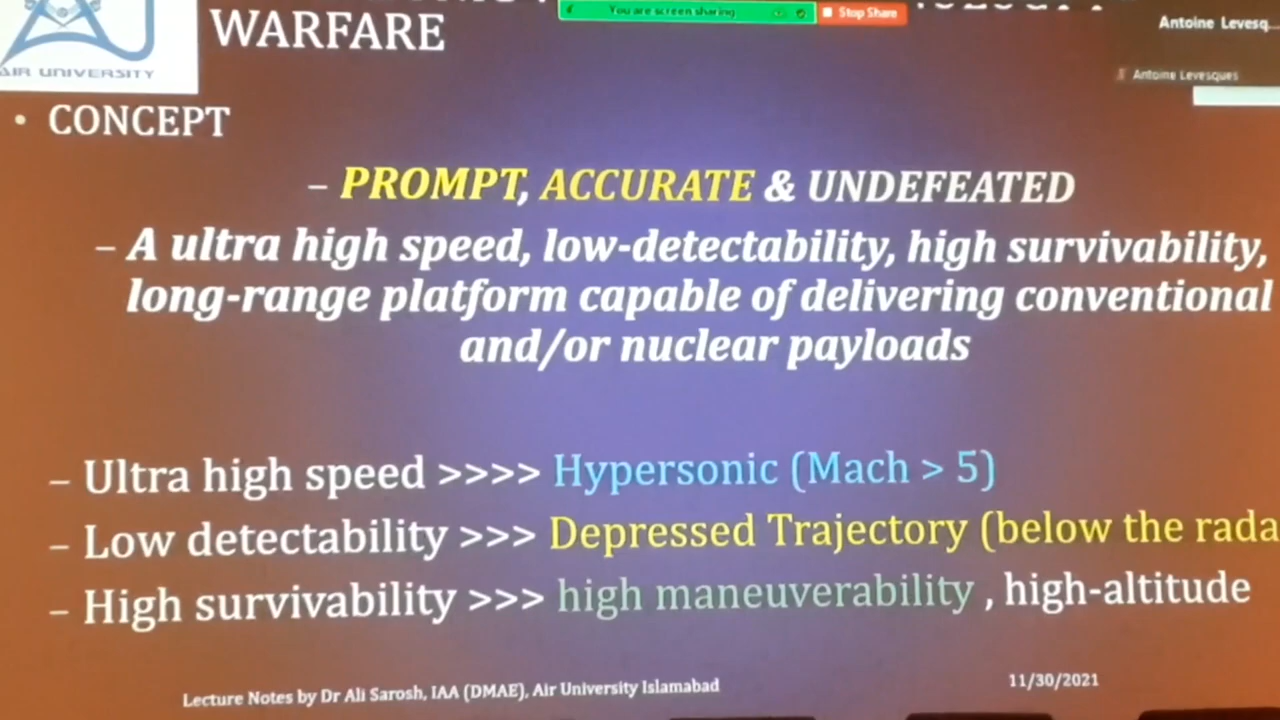 You are screen sharing
Stop Share
Antoine Levesq...
Antoine Levesques
WARFARE
AIR UNIVERSITY
• CONCEPT
– PROMPT, ACCURATE & UNDEFEATED
– A ultra high speed, low-detectability, high survivability,
long-range platform capable of delivering conventional
and/or nuclear payloads
– Ultra high speed >>>> Hypersonic (Mach > 5)
– Low detectability >>> Depressed Trajectory (below the rada
– High survivability >>> high maneuverability , high-altitude
Lecture Notes by Dr Ali Sarosh, IAA (DMAE), Air University Islamabad
11/30/2021